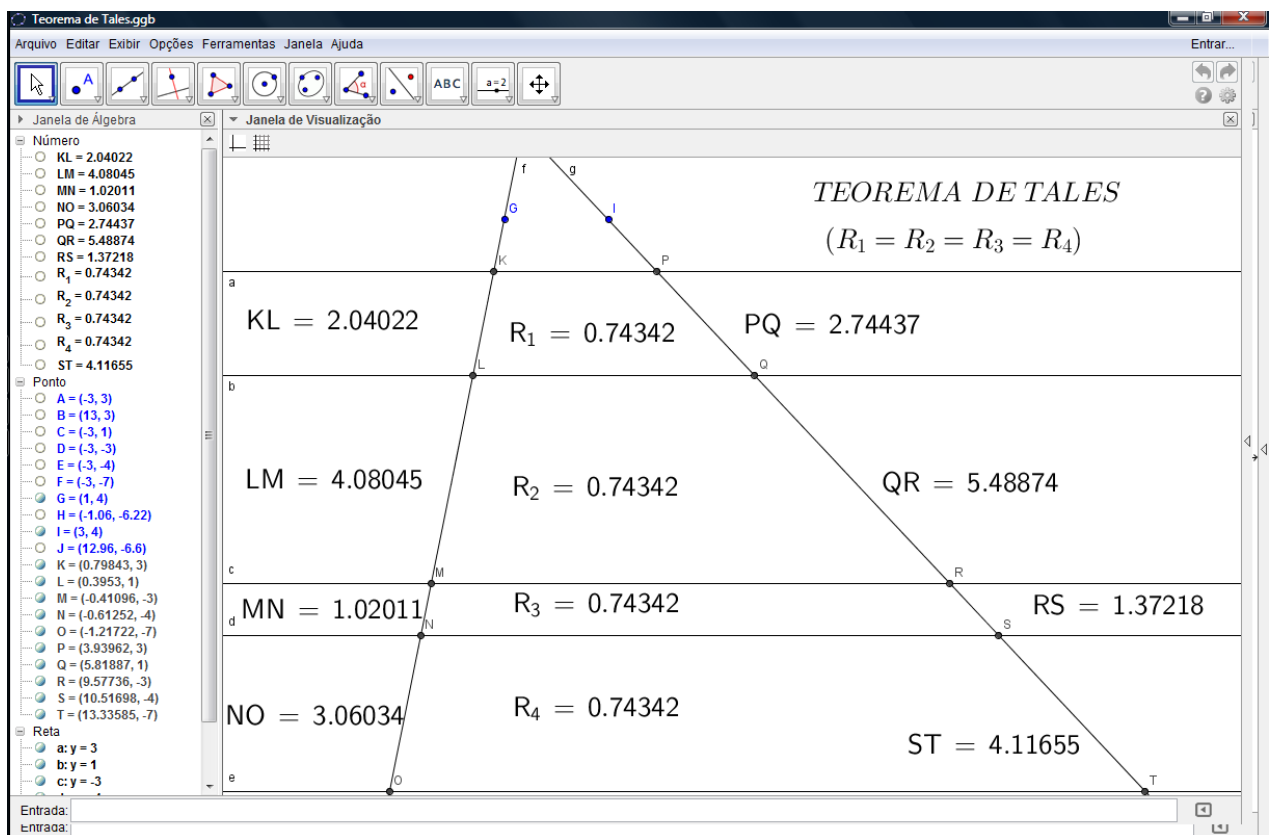 Teorema de Tales.ggb
Arquivo Editar Exibir Opções Ferramentas Janela Ajuda
Entrar...
A
α
ABC
a=2
Janela de Álgebra
Número
KL = 2.04022
LM = 4.08045
MN = 1.02011
NO = 3.06034
PQ = 2.74437
QR = 5.48874
RS = 1.37218
R1 = 0.74342
R2 = 0.74342
R3 = 0.74342
R4 = 0.74342
ST = 4.11655
Ponto
A = (-3, 3)
B = (13, 3)
C = (-3, 1)
D = (-3, -3)
E = (-3, -4)
F = (-3, -7)
G = (1, 4)
H = (-1.06, -6.22)
I = (3, 4)
J = (12.96, -6.6)
K = (0.79843, 3)
L = (0.3953, 1)
M = (-0.41096, -3)
N = (-0.61252, -4)
O = (-1.21722, -7)
P = (3.93962, 3)
Q = (5.81887, 1)
R = (9.57736, -3)
S = (10.51698, -4)
T = (13.33585, -7)
Reta
a: y = 3
b: y = 1
c: y = -3
Janela de Visualização
f
g
TEOREMA DE TALES
G
I
(R1 = R2 = R3 = R4)
K
P
a
KL = 2.04022
R1 = 0.74342
PQ = 2.74437
L
Q
b
LM = 4.08045
R2 = 0.74342
QR = 5.48874
c
M
R
MN = 1.02011
R3 = 0.74342
RS = 1.37218
d
N
S
NO = 3.06034
R4 = 0.74342
ST = 4.11655
e
O
T
Entrada:
Entrada: